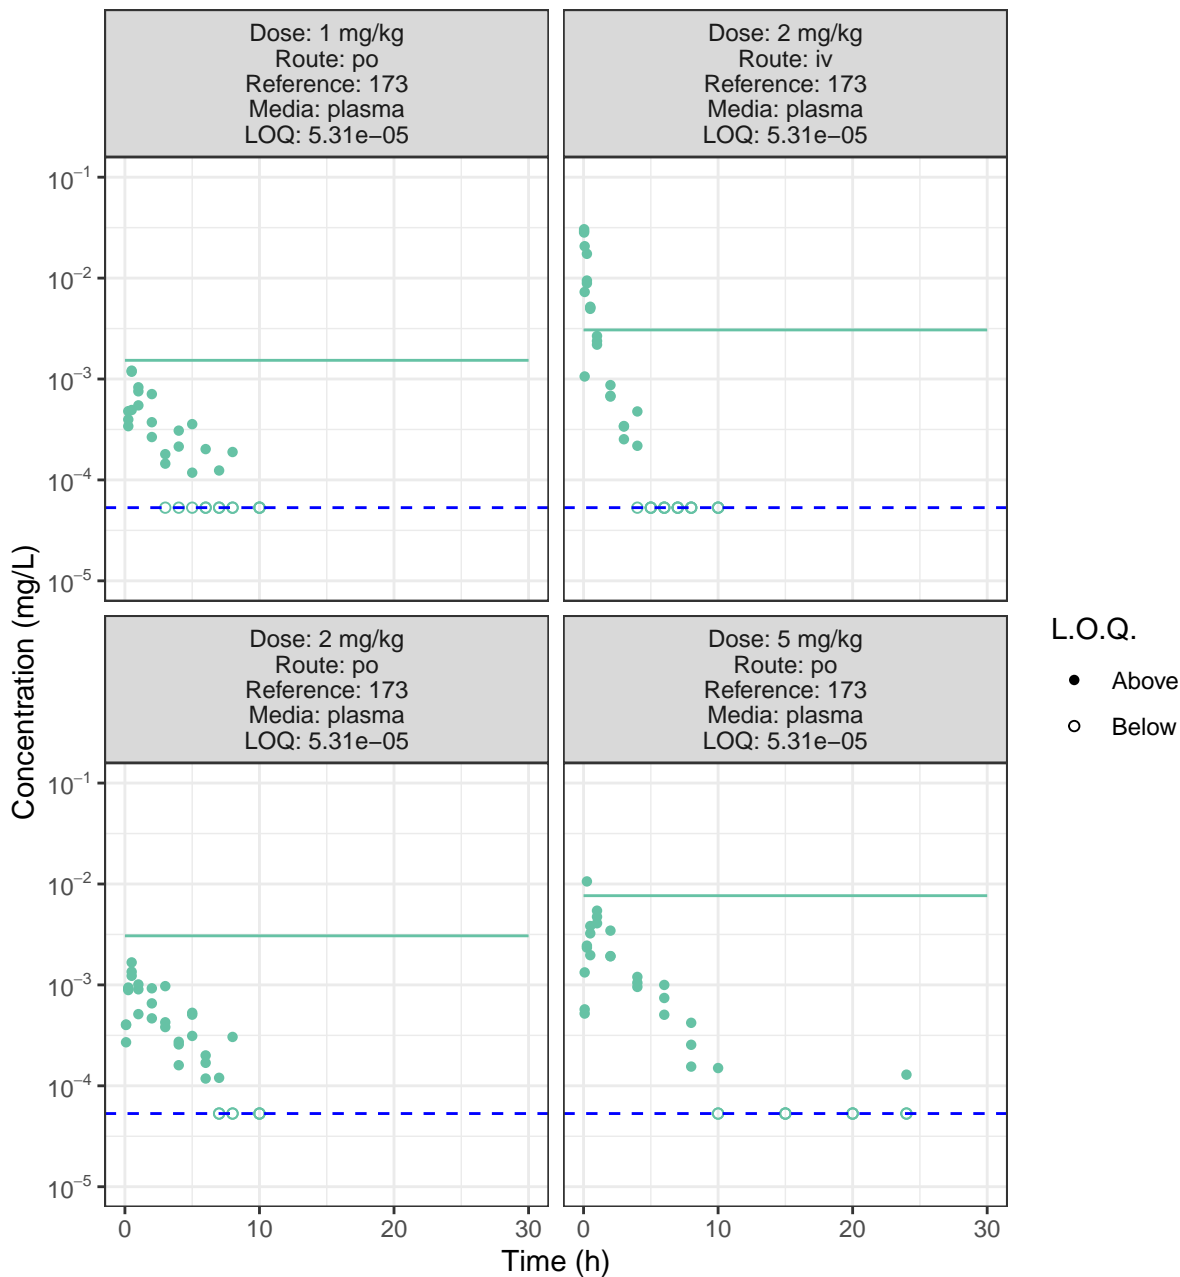 Dose: 1 mg/kg
Route: po
Reference: 173
Media: plasma
LOQ: 5.31e−05
Dose: 2 mg/kg
Route: iv
Reference: 173
Media: plasma
LOQ: 5.31e−05
10⁻¹
10⁻²
10⁻³
10⁻⁴
10⁻⁵
Dose: 2 mg/kg
Route: po
Reference: 173
Media: plasma
LOQ: 5.31e−05
Dose: 5 mg/kg
Route: po
Reference: 173
Media: plasma
LOQ: 5.31e−05
10⁻¹
10⁻²
10⁻³
10⁻⁴
10⁻⁵
0 10 20 30
0 10 20 30
Time (h)
Concentration (mg/L)
L.O.Q.
Above
Below